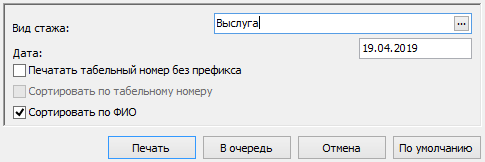 Вид стажа: Выслуга ...
Дата: 19.04.2019
Печатать табельный номер без префикса
Сортировать по табельному номеру
Сортировать по ФИО
Печать В очередь Отмена По умолчанию